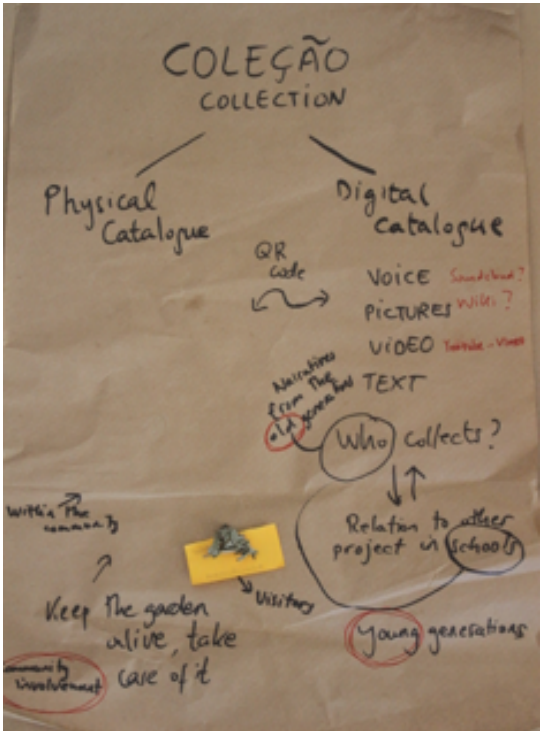 COLEÇÃO
COLLECTION
Physical
Catalogue
Digital
Catalogue
QR
code
VOICE Soundcloud?
PiCTURES Wiki?
ViDEO Youtube - Vimeo
TEXT
Narratives
from the
old generations
Who collects?
Relation to other
project in schools
Young generations
Within the
community
Visitors
Keep the garden
alive, take
care of it
involvement